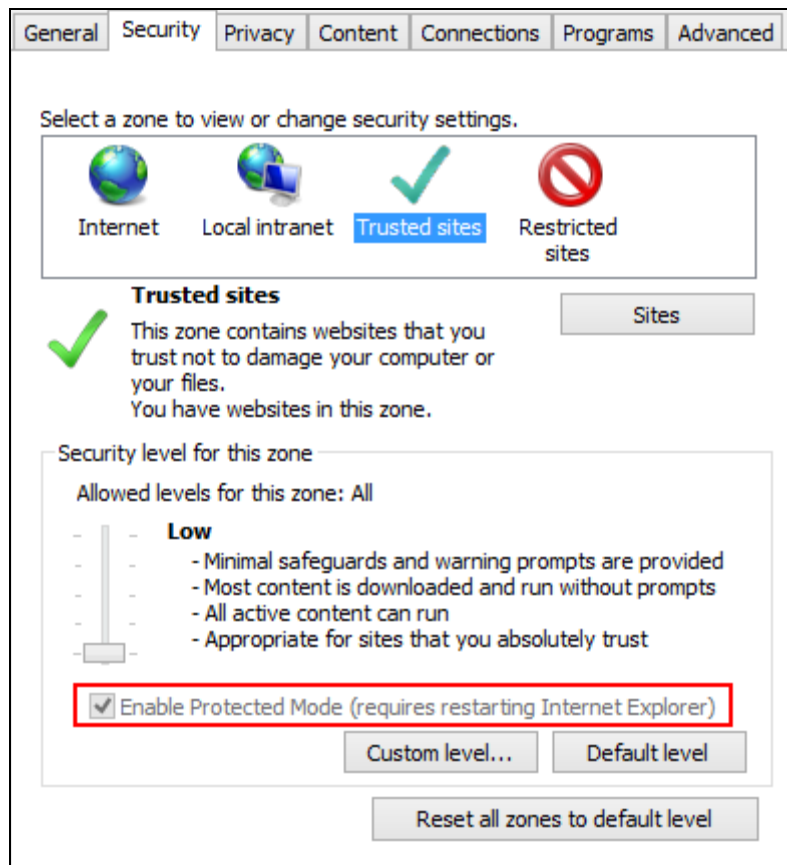 General Security Privacy Content Connections Programs Advanced
Select a zone to view or change security settings.
Internet Local intranet Trusted sites Restricted sites
Trusted sites
This zone contains websites that you
trust not to damage your computer or
your files.
You have websites in this zone.
Sites
Security level for this zone
Allowed levels for this zone: All
Low
- Minimal safeguards and warning prompts are provided
- Most content is downloaded and run without prompts
- All active content can run
- Appropriate for sites that you absolutely trust
Enable Protected Mode (requires restarting Internet Explorer)
Custom level... Default level
Reset all zones to default level